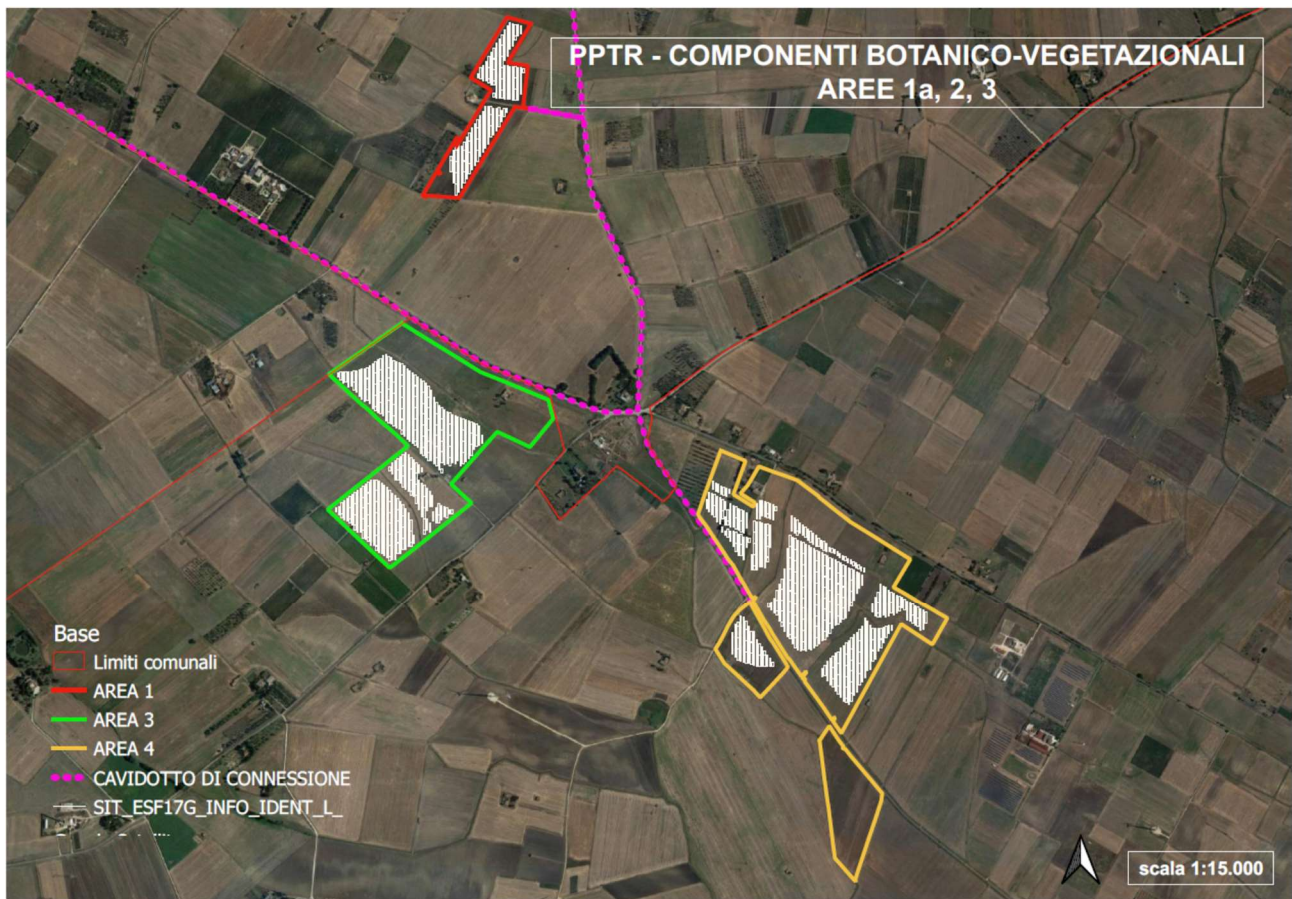 PPTR - COMPONENTI BOTANICO-VEGETAZIONALI
AREE 1a, 2, 3
Base
Limiti comunali
AREA 1
AREA 3
AREA 4
CAVIDOTTO DI CONNESSIONE
SIT_ESF17G_INFO_IDENT_L_
scala 1:15.000